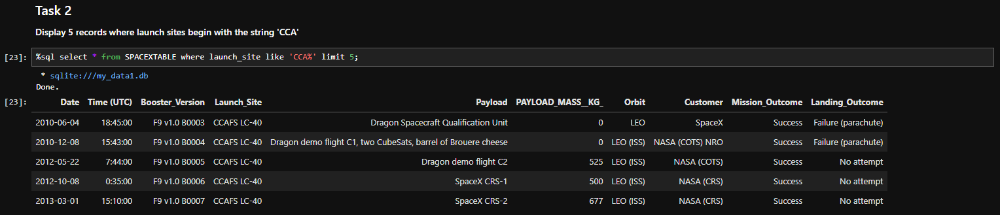 Task 2
Display 5 records where launch sites begin with the string 'CCA'
[23]: %sql select * from SPACEXTABLE where launch_site like 'CCA%' limit 5;
* sqlite:///my_data1.db
Done.
[23]: Date Time (UTC) Booster_Version Launch_Site Payload PAYLOAD_MASS__KG_ Orbit Customer Mission_Outcome Landing_Outcome
2010-06-04 18:45:00 F9 v1.0 B0003 CCAFS LC-40 Dragon Spacecraft Qualification Unit 0 LEO SpaceX Success Failure (parachute)
2010-12-08 15:43:00 F9 v1.0 B0004 CCAFS LC-40 Dragon demo flight C1, two CubeSats, barrel of Brouere cheese 0 LEO (ISS) NASA (COTS) NRO Success Failure (parachute)
2012-05-22 7:44:00 F9 v1.0 B0005 CCAFS LC-40 Dragon demo flight C2 525 LEO (ISS) NASA (COTS) Success No attempt
2012-10-08 0:35:00 F9 v1.0 B0006 CCAFS LC-40 SpaceX CRS-1 500 LEO (ISS) NASA (CRS) Success No attempt
2013-03-01 15:10:00 F9 v1.0 B0007 CCAFS LC-40 SpaceX CRS-2 677 LEO (ISS) NASA (CRS) Success No attempt